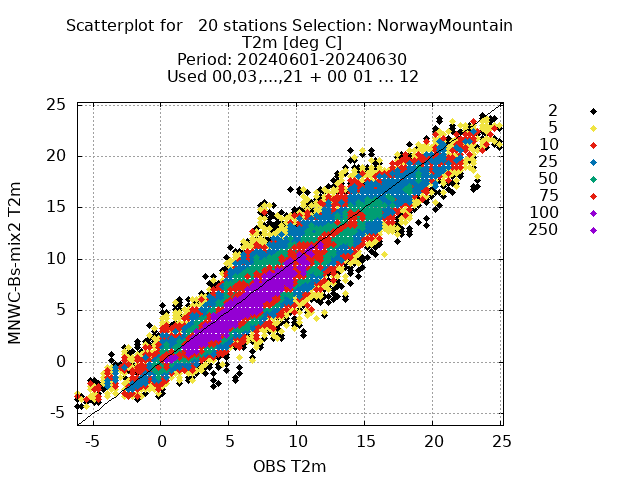 Scatterplot for   20 stations Selection: NorwayMountain
T2m [deg C]
Period: 20240601-20240630
Used 00,03,...,21 + 00 01 ... 12
25
20
15
10
5
0
-5
-5 0 5 10 15 20 25
MNWC-Bs-mix2 T2m
OBS T2m
2
5
10
25
50
75
100
250